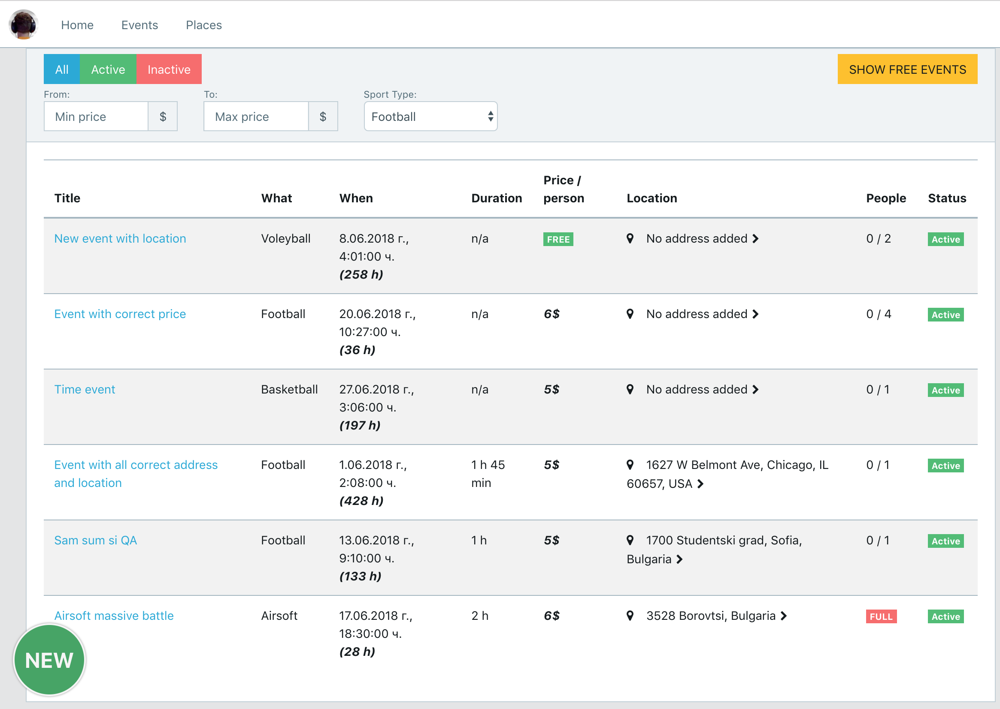 Home Events Places
All Active Inactive SHOW FREE EVENTS
From: To: Sport Type:
Min price $ Max price $ Football
Price /
Title What When Duration person Location People Status
New event with location Voleyball 8.06.2018 г., n/a FREE No address added 0 / 2 Active
4:01:00 ч.
(258 h)
Event with correct price Football 20.06.2018 г., n/a 6$ No address added 0 / 4 Active
10:27:00 ч.
(36 h)
Time event Basketball 27.06.2018 г., n/a 5$ No address added 0 / 1 Active
3:06:00 ч.
(197 h)
Event with all correct address Football 1.06.2018 г., 1 h 45 5$ 1627 W Belmont Ave, Chicago, IL 0 / 1 Active
and location 2:08:00 ч. min 60657, USA
(428 h)
Sam sum si QA Football 13.06.2018 г., 1 h 5$ 1700 Studentski grad, Sofia, 0 / 1 Active
9:10:00 ч. Bulgaria
(133 h)
Airsoft massive battle Airsoft 17.06.2018 г., 2 h 6$ 3528 Borovtsi, Bulgaria FULL Active
18:30:00 ч.
(28 h)
NEW